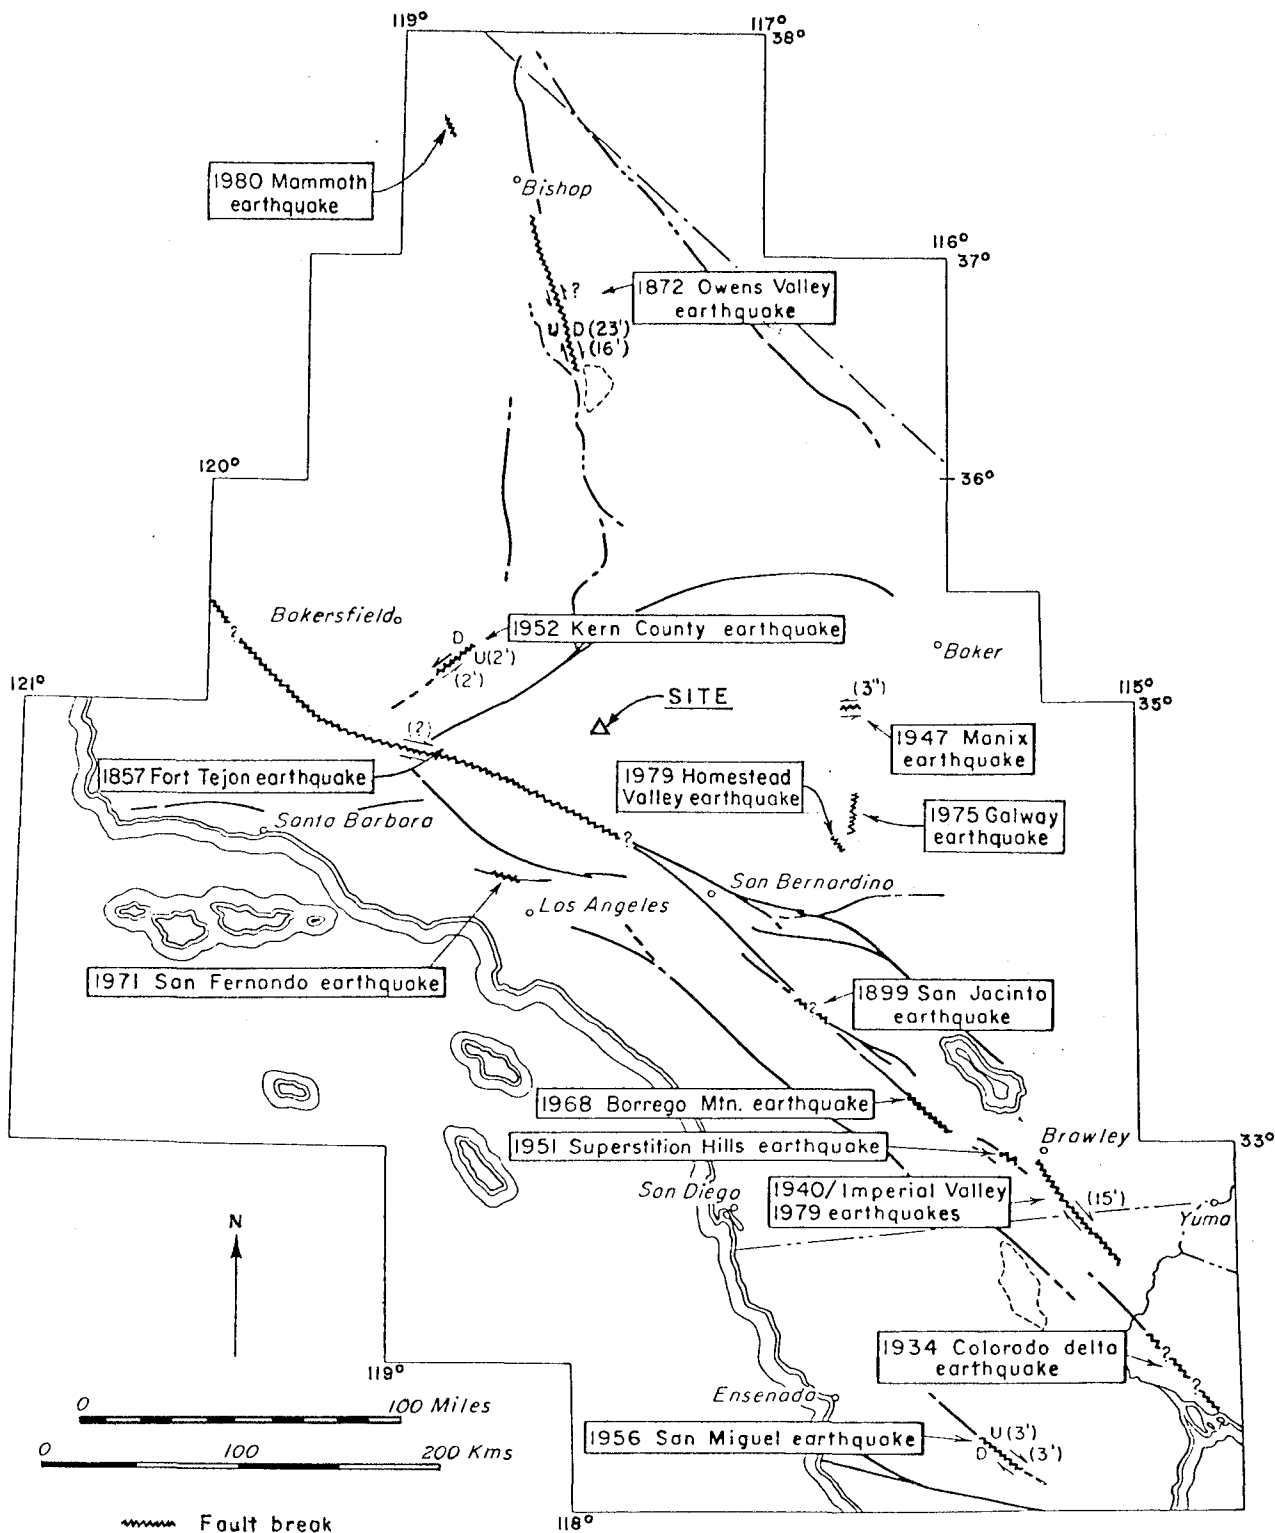 119°
117°
38°
1980 Mammoth
earthquake
Bishop
116°
37°
1872 Owens Valley
earthquake
?
U D (23')
(16')
120°
36°
Bakersfield
1952 Kern County earthquake
D
U(2')
(2')
Baker
121°
SITE
(3")
115°
35°
(?)
?
1947 Manix
earthquake
1857 Fort Tejon earthquake
1979 Homestead
Valley earthquake
1975 Galway
earthquake
Santa Barbara
?
San Bernardino
Los Angeles
1971 San Fernando earthquake
1899 San Jacinto
earthquake
?
1968 Borrego Mtn. earthquake
1951 Superstition Hills earthquake
Brawley
33°
San Diego
1940/Imperial Valley
1979 earthquakes
(15')
Yuma
N
1934 Colorado delta
earthquake
?
?
119°
Ensenada
0 100 Miles
1956 San Miguel earthquake
U(3')
D (3')
0 100 200 Kms
Fault break
118°